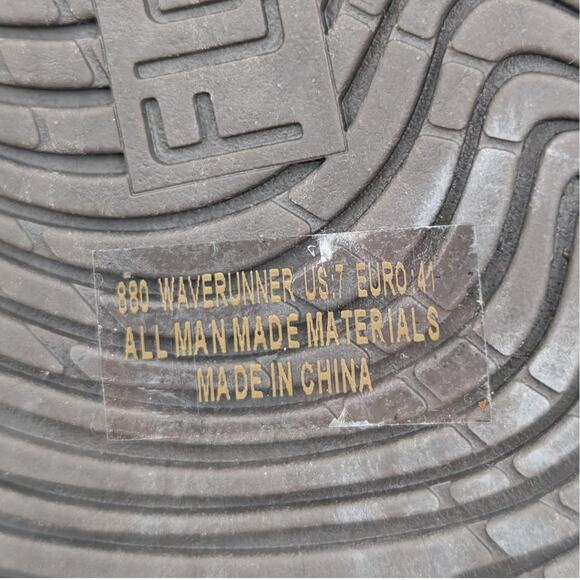 880 WAVERUNNER US:7 EURO:41
ALL MAN MADE MATERIALS
MADE IN CHINA